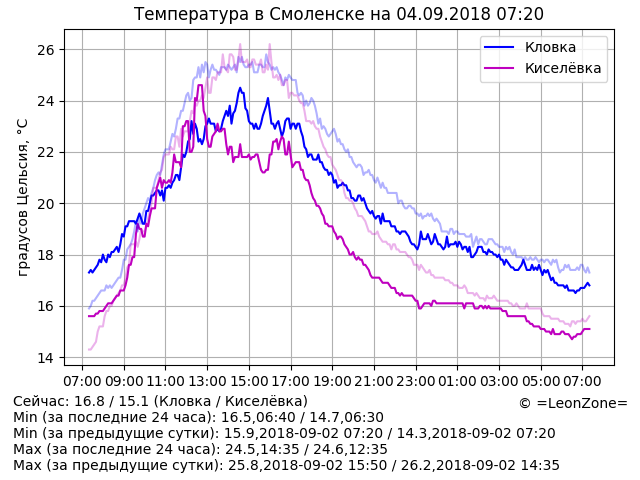 Температура в Смоленске на 04.09.2018 07:20
Кловка
Киселёвка
градусов Цельсия, °C
26
24
22
20
18
16
14
07:00 09:00 11:00 13:00 15:00 17:00 19:00 21:00 23:00 01:00 03:00 05:00 07:00
Сейчас: 16.8 / 15.1 (Кловка / Киселёвка)
© =LeonZone=
Min (за последние 24 часа): 16.5,06:40 / 14.7,06:30
Min (за предыдущие сутки): 15.9,2018-09-02 07:20 / 14.3,2018-09-02 07:20
Max (за последние 24 часа): 24.5,14:35 / 24.6,12:35
Max (за предыдущие сутки): 25.8,2018-09-02 15:50 / 26.2,2018-09-02 14:35